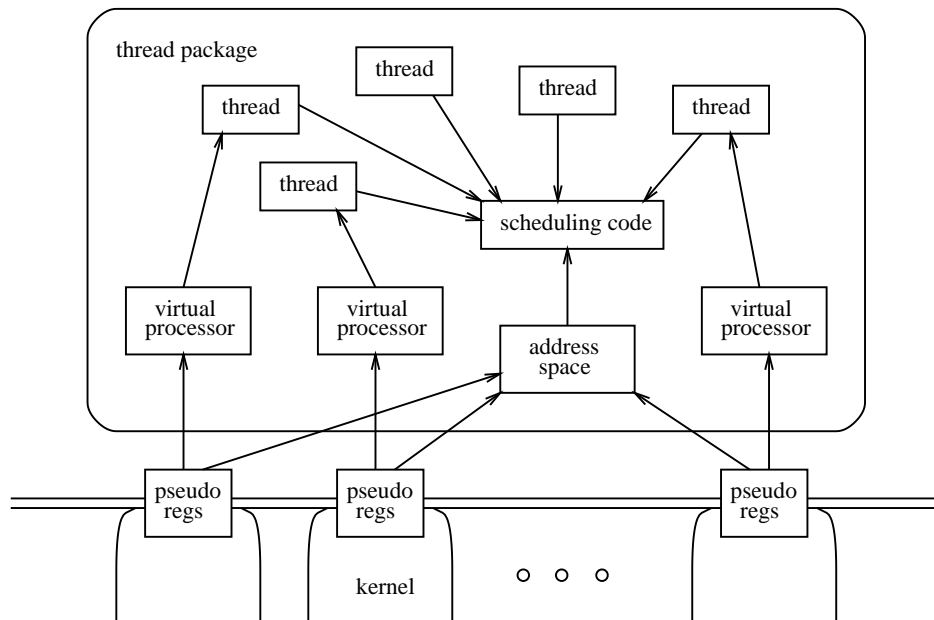 thread package
thread
thread
thread
thread
thread
scheduling code
virtual
processor
virtual
processor
virtual
processor
address
space
pseudo
regs
pseudo
regs
pseudo
regs
kernel